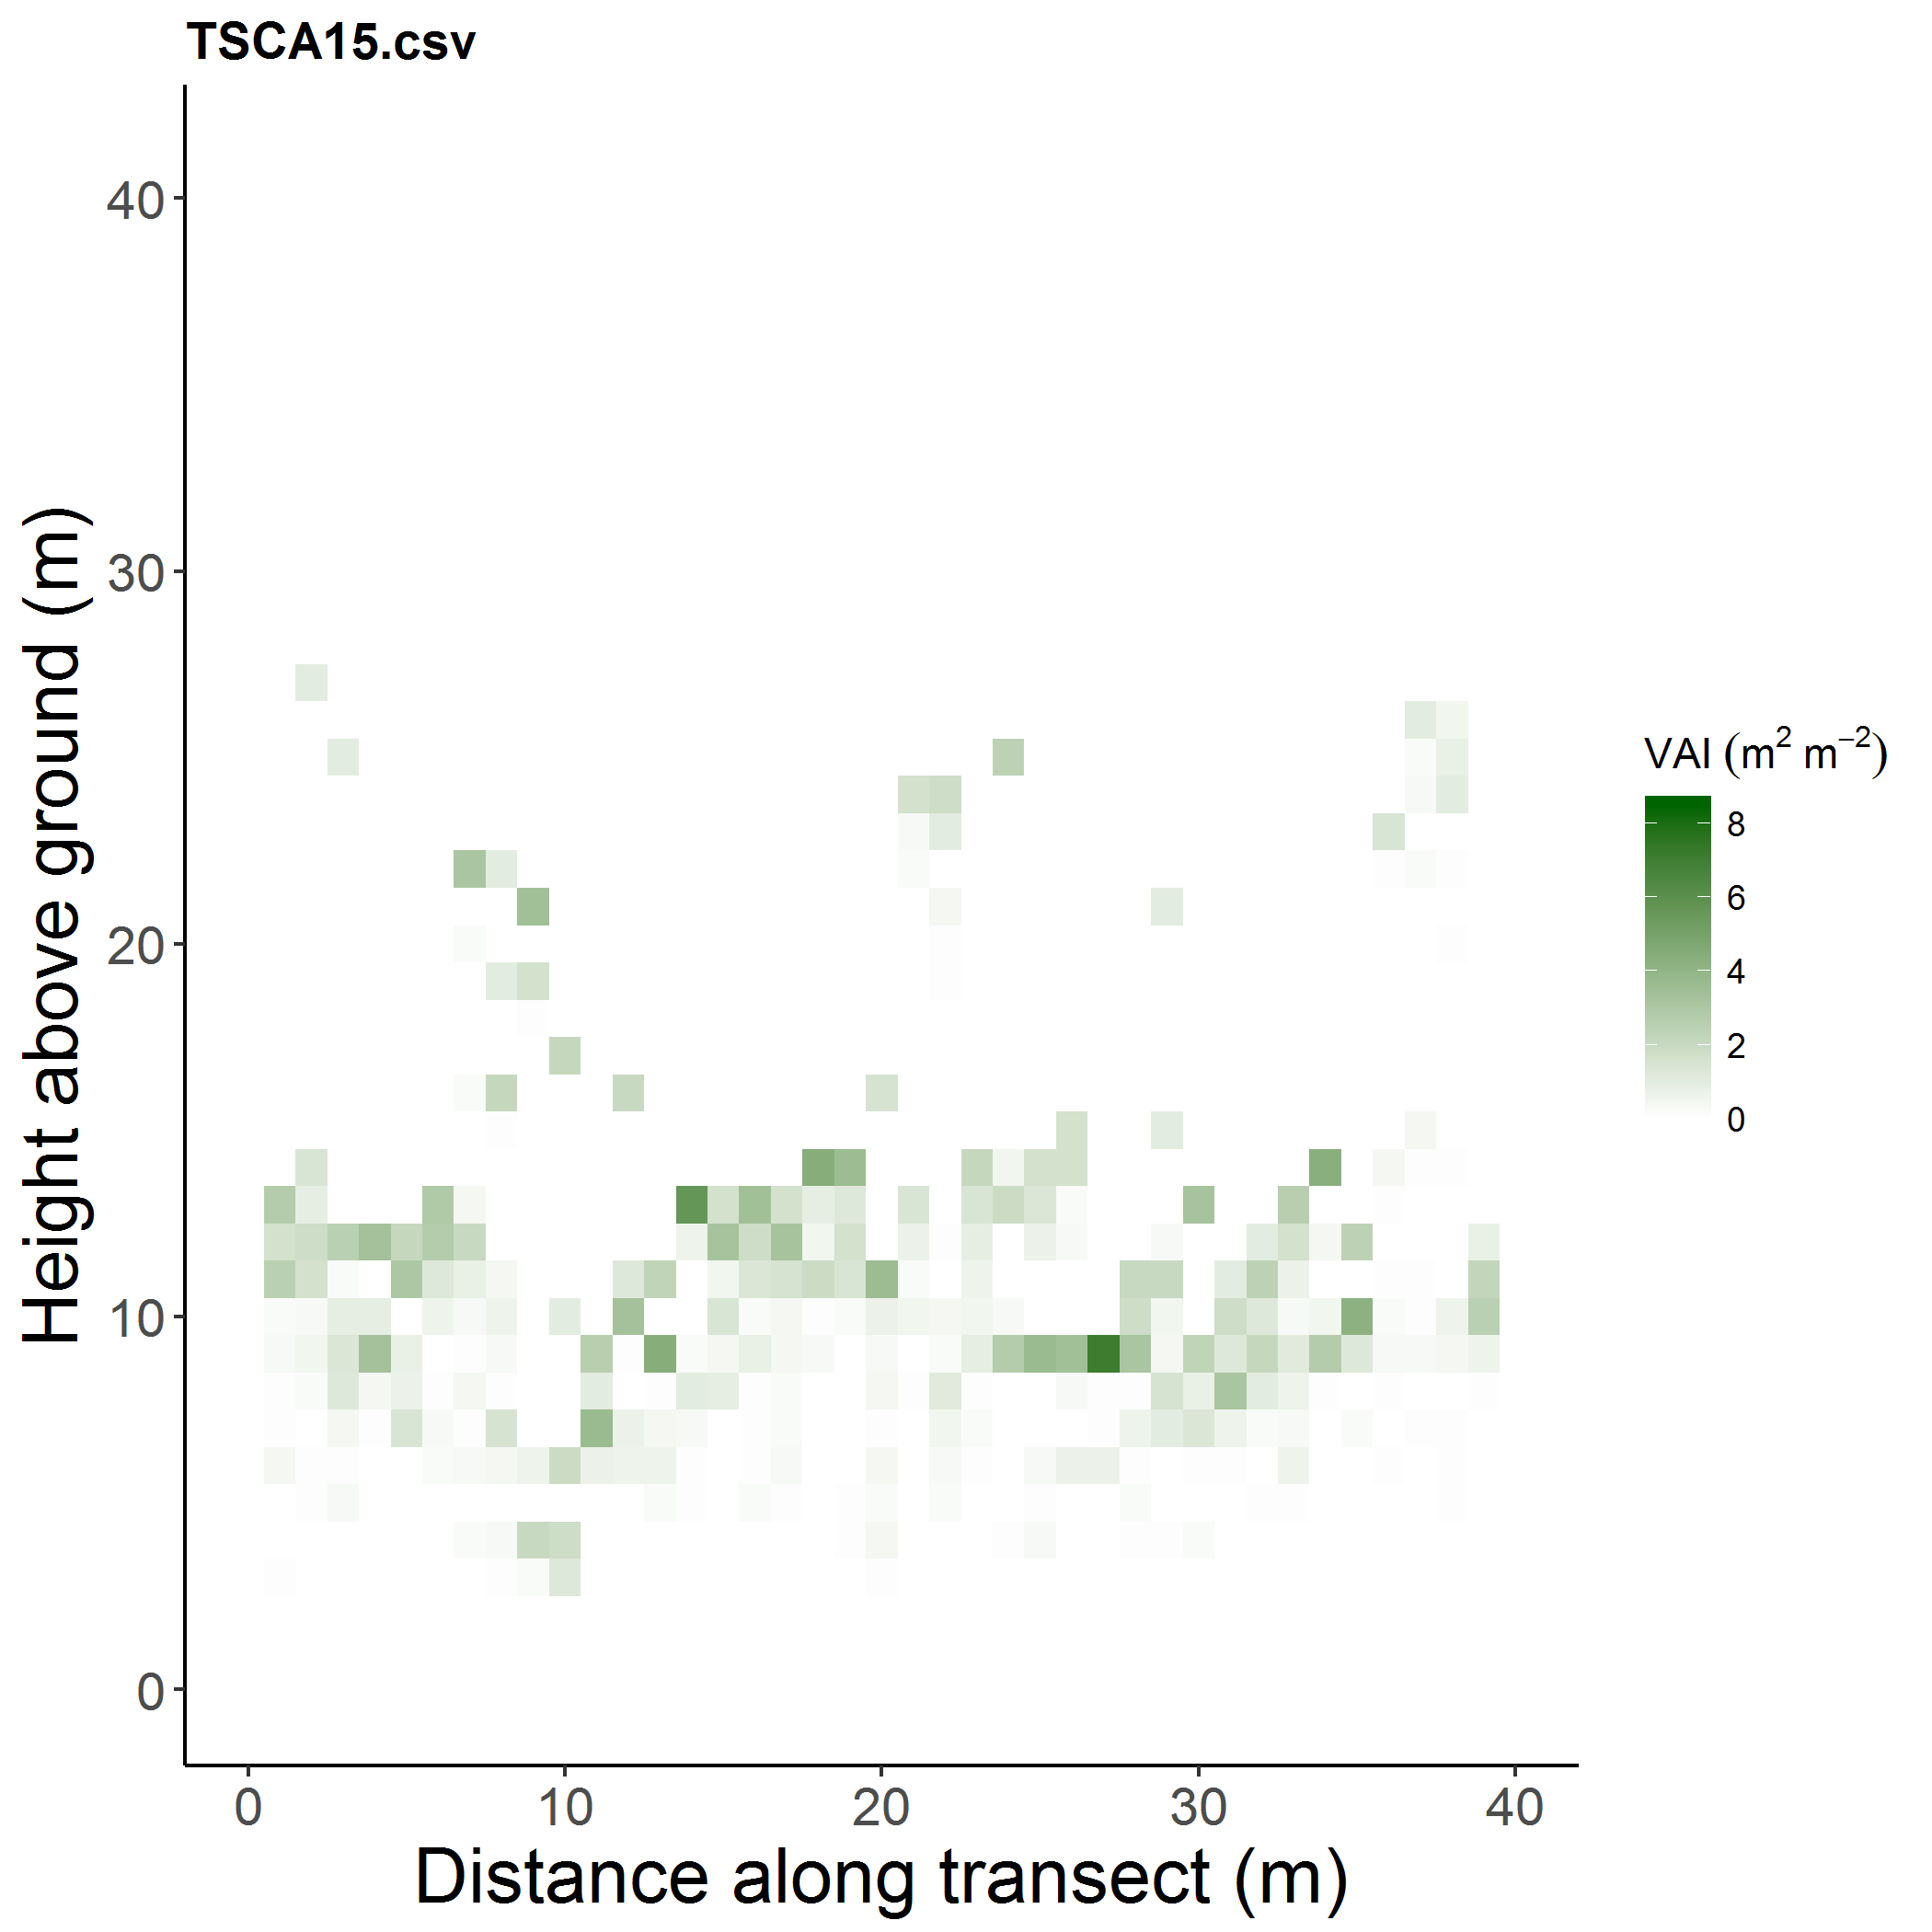 TSCA15.csv
40
30
20
10
0
Height above ground (m)
0 10 20 30 40
Distance along transect (m)
VAI (m² m⁻²)
8
6
4
2
0